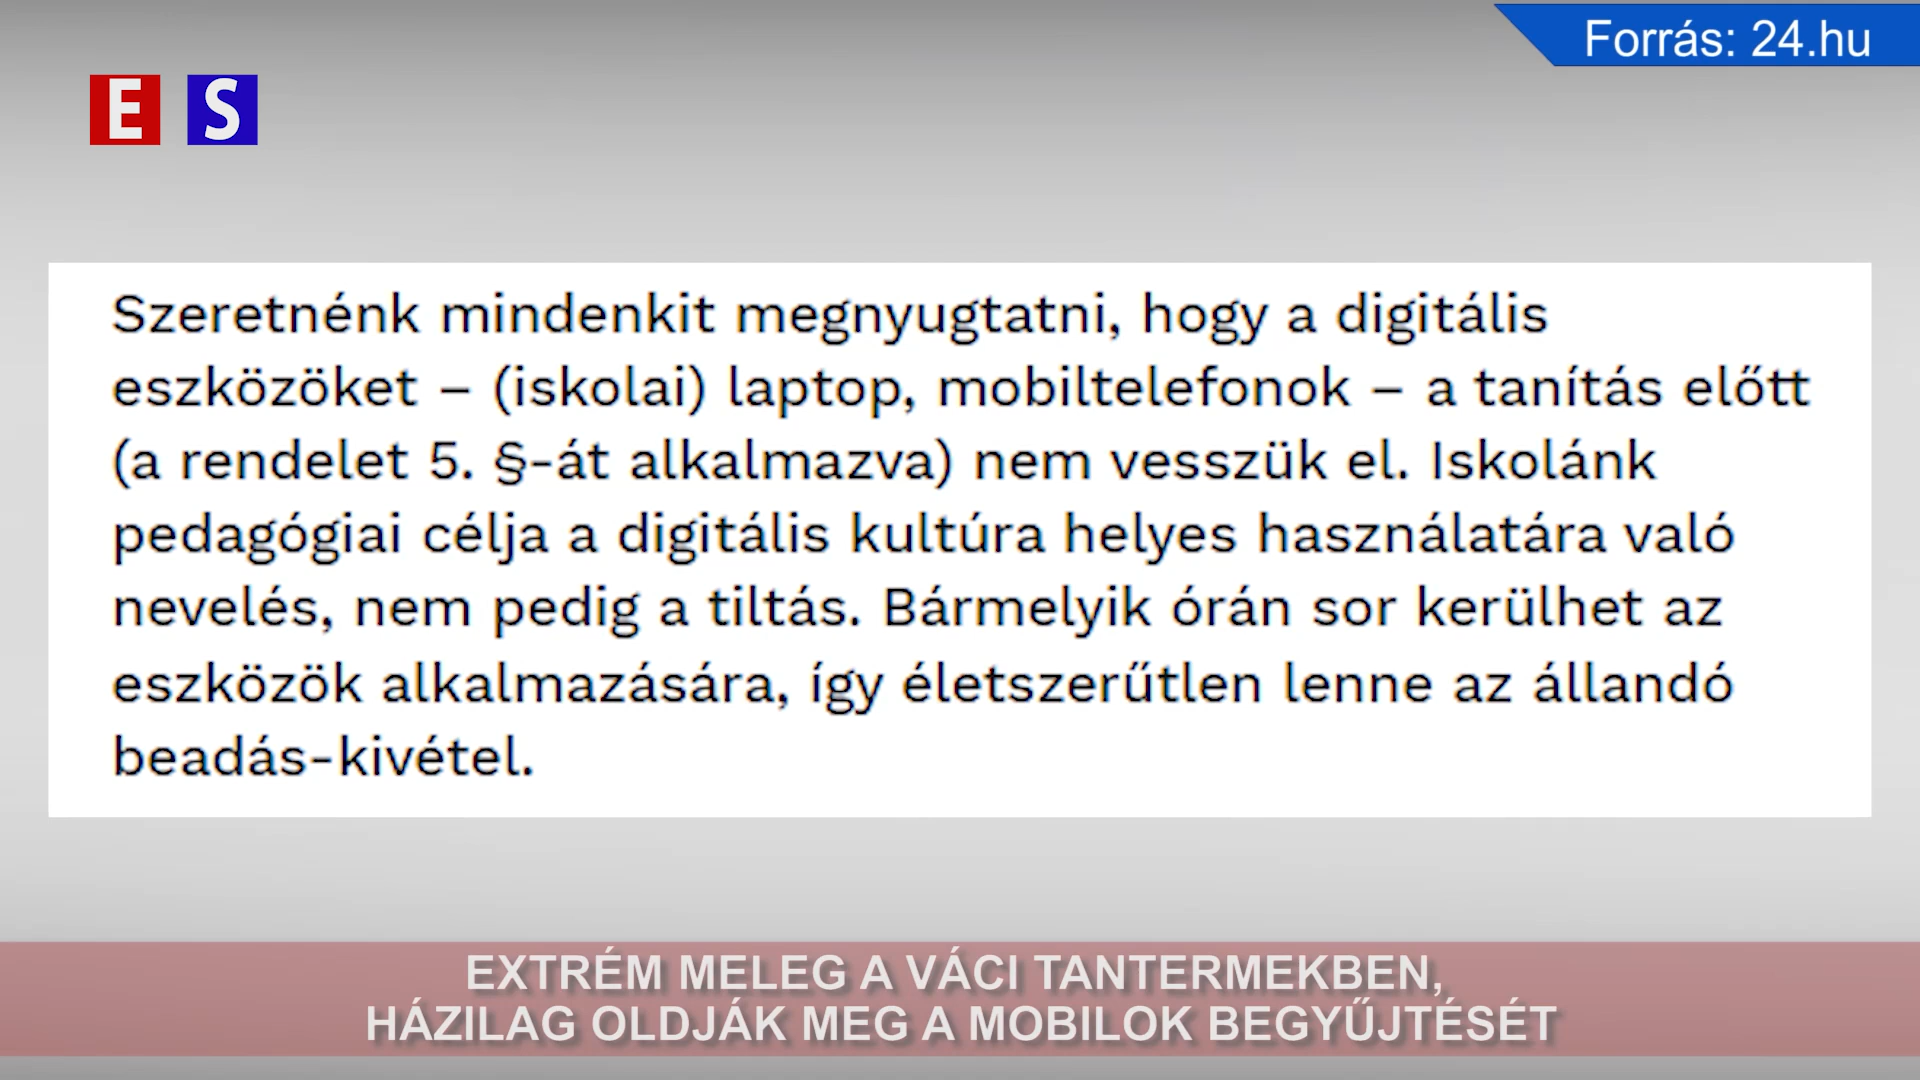 Forrás: 24.hu
E S
Szeretnénk mindenkit megnyugtatni, hogy a digitális
eszközöket – (iskolai) laptop, mobiltelefonok – a tanítás előtt
(a rendelet 5. §-át alkalmazva) nem vesszük el. Iskolánk
pedagógiai célja a digitális kultúra helyes használatára való
nevelés, nem pedig a tiltás. Bármelyik órán sor kerülhet az
eszközök alkalmazására, így életszerűtlen lenne az állandó
beadás-kivétel.
EXTRÉM MELEG A VÁCI TANTERMEKBEN,
HÁZILAG OLDJÁK MEG A MOBILOK BEGYŰJTÉSÉT